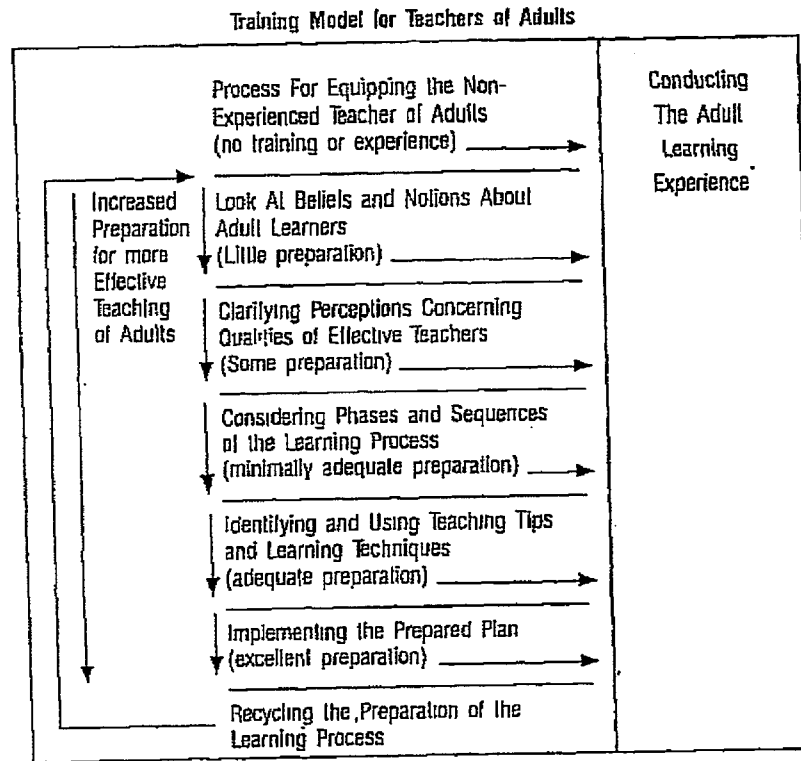 Training Model for Teachers of Adults
Process For Equipping the Non-
Experienced Teacher of Adults
(no training or experience)
Conducting
The Adult
Learning
Experience
Increased
Preparation
for more
Effective
Teaching
of Adults
Look At Beliefs and Notions About
Adult Learners
(Little preparation)
Clarifying Perceptions Concerning
Qualities of Effective Teachers
(Some preparation)
Considering Phases and Sequences
of the Learning Process
(minimally adequate preparation)
Identifying and Using Teaching Tips
and Learning Techniques
(adequate preparation)
Implementing the Prepared Plan
(excellent preparation)
Recycling the Preparation of the
Learning Process